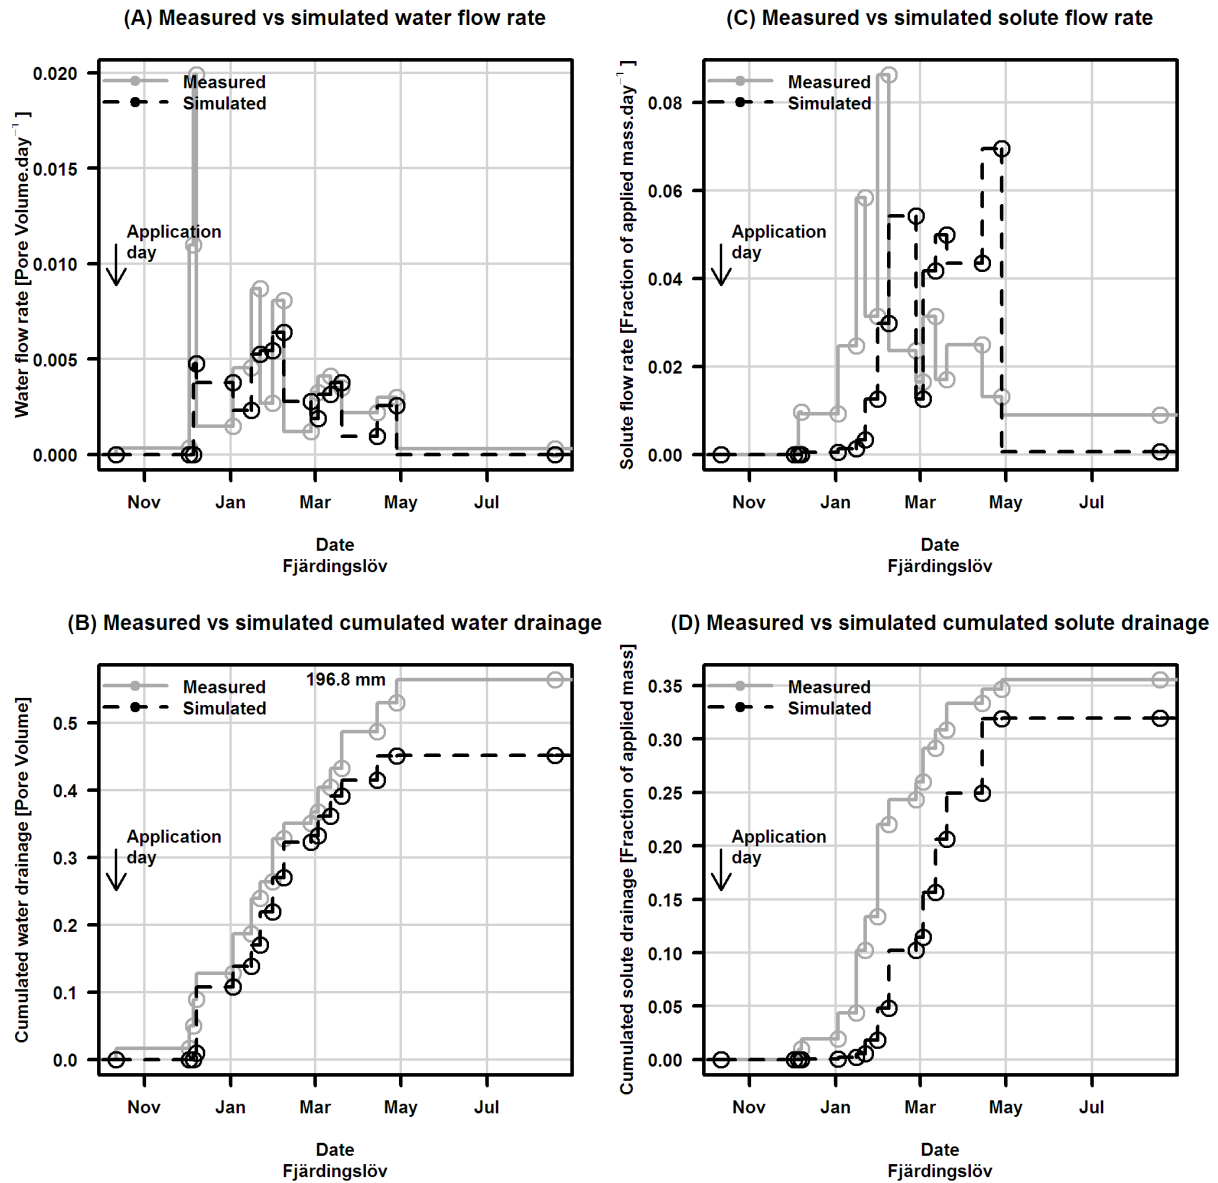 (A) Measured vs simulated water flow rate
Water flow rate [Pore Volume.day⁻¹ ]
0.020
0.015
0.010
0.005
0.000
Measured
Simulated
Application
day
Nov Jan Mar May Jul
Date
Fjärdingslöv
(C) Measured vs simulated solute flow rate
Solute flow rate [Fraction of applied mass.day⁻¹ ]
0.08
0.06
0.04
0.02
0.00
Measured
Simulated
Application
day
Nov Jan Mar May Jul
Date
Fjärdingslöv
(B) Measured vs simulated cumulated water drainage
Cumulated water drainage [Pore Volume]
0.5
0.4
0.3
0.2
0.1
0.0
Measured
Simulated
196.8 mm
Application
day
Nov Jan Mar May Jul
Date
Fjärdingslöv
(D) Measured vs simulated cumulated solute drainage
Cumulated solute drainage [Fraction of applied mass]
0.35
0.30
0.25
0.20
0.15
0.10
0.05
0.00
Measured
Simulated
Application
day
Nov Jan Mar May Jul
Date
Fjärdingslöv